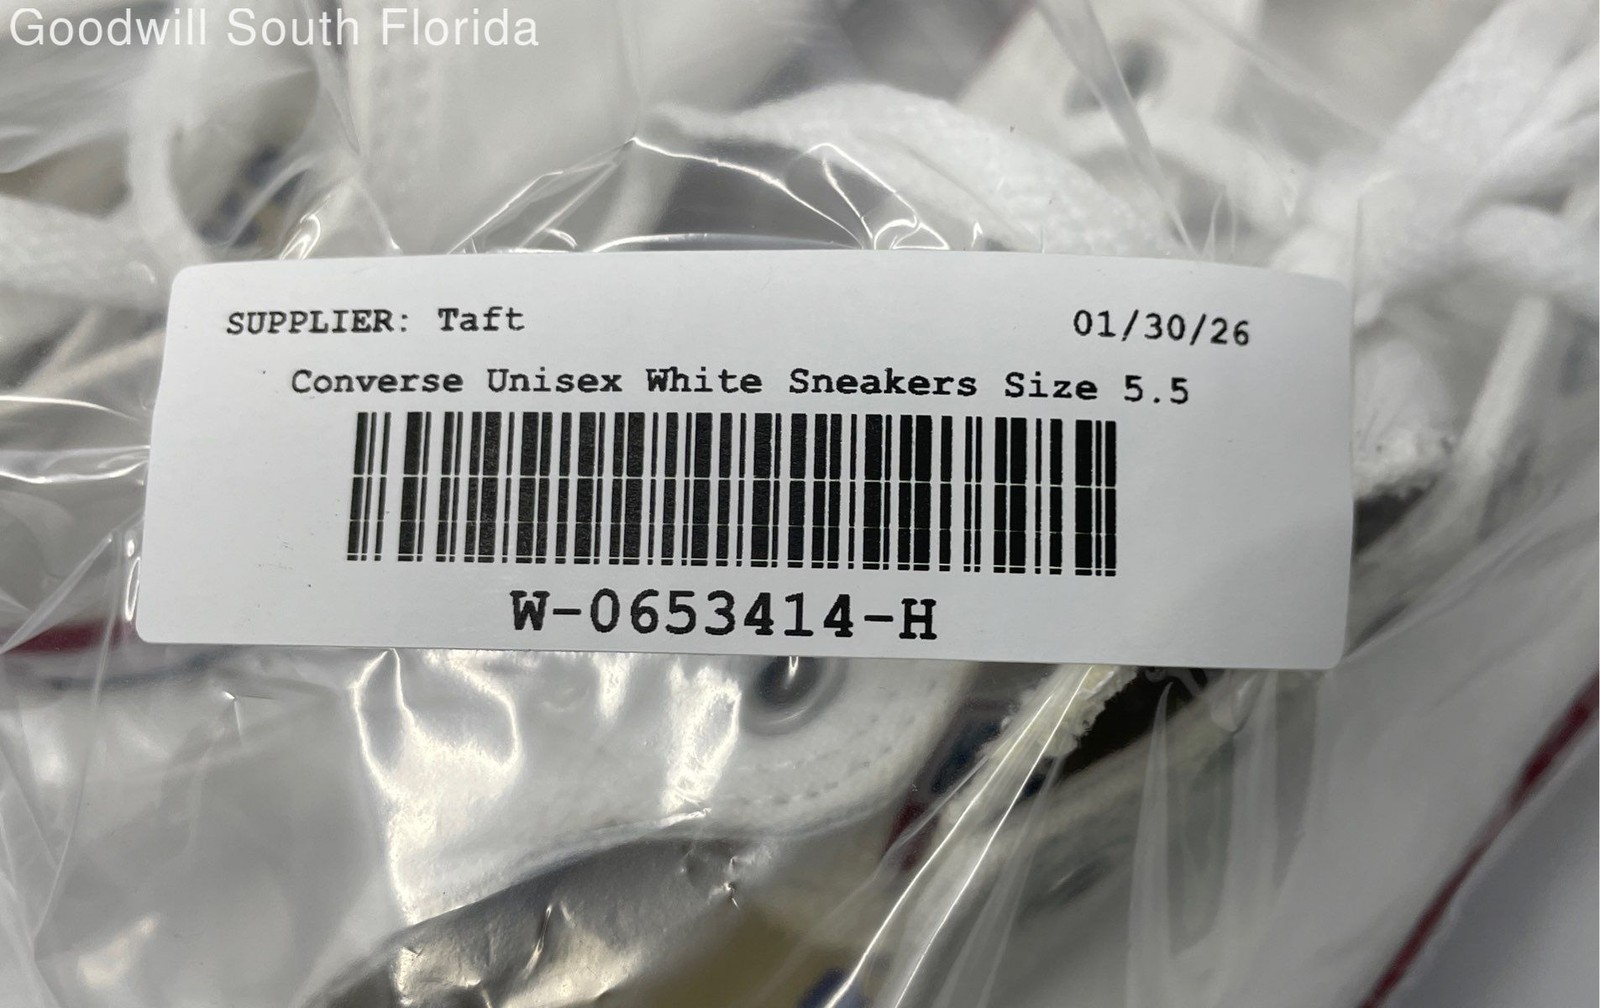 Goodwill South Florida
SUPPLIER: Taft 01/30/26
Converse Unisex White Sneakers Size 5.5
W-0653414-H